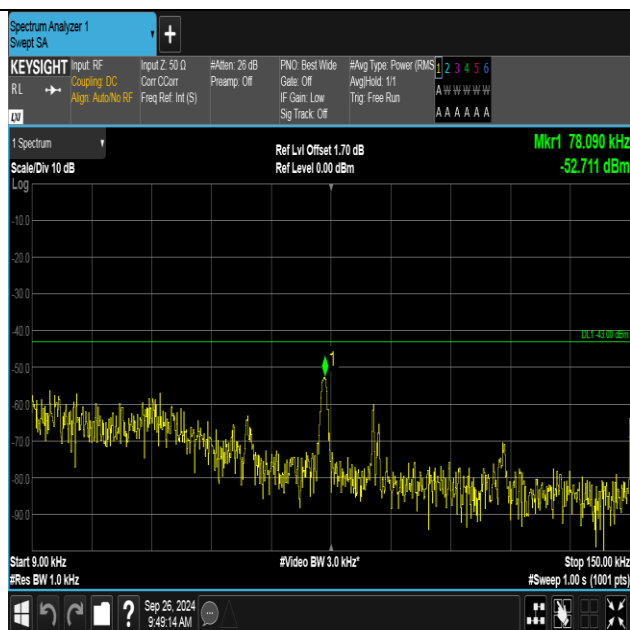 Spectrum Analyzer 1
Swept SA
+
KEYSIGHT
RL
LXI
Input: RF
Coupling: DC
Align: Auto/No RF
Input Z: 50 Ω
Corr CCorr
Freq Ref: Int (S)
#Atten: 26 dB
Preamp: Off
PNO: Best Wide
Gate: Off
IF Gain: Low
Sig Track: Off
#Avg Type: Power (RMS
Avg|Hold: 1/1
Trig: Free Run
1 2 3 4 5 6
A W W W W W
A A A A A A
1 Spectrum
Scale/Div 10 dB
Log
Ref Lvl Offset 1.70 dB
Ref Level 0.00 dBm
Mkr1 78.090 kHz
-52.711 dBm
-10.0
-20.0
-30.0
-40.0
DL1 -43.00 dBm
1
-50.0
-60.0
-70.0
-80.0
-90.0
Start 9.00 kHz
#Res BW 1.0 kHz
#Video BW 3.0 kHz*
Stop 150.00 kHz
#Sweep 1.00 s (1001 pts)
?
Sep 26, 2024
9:49:14 AM